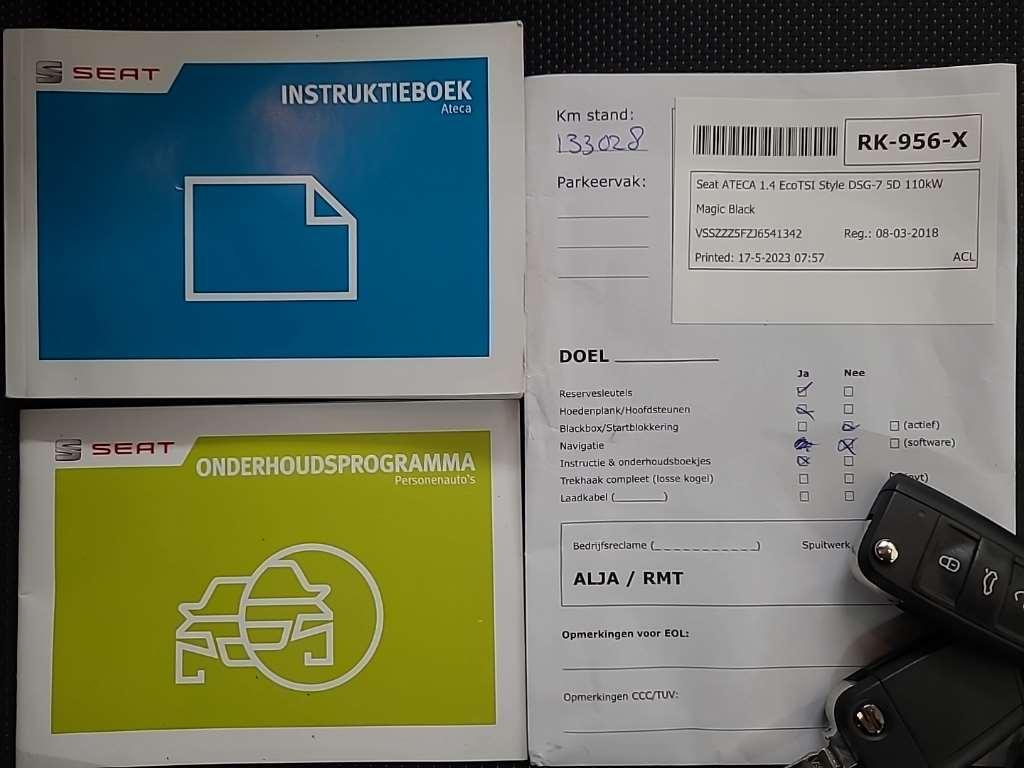 SEAT
INSTRUKTIEBOEK
Ateca
SEAT
ONDERHOUDSPROGRAMMA
Personenauto's
Km stand:
133028
Parkeervak:
RK-956-X
Seat ATECA 1.4 EcoTSI Style DSG-7 5D 110kW
Magic Black
VSSZZZ5FZJ6541342 Reg.: 08-03-2018
Printed: 17-5-2023 07:57 ACL
DOEL
Ja Nee
Reservesleutels
Hoedenplank/Hoofdsteunen
Blackbox/Startblokkering (actief)
Navigatie (software)
Instructie & onderhoudsboekjes
Trekhaak compleet (losse kogel)
Laadkabel (_______)
Bedrijfsreclame (___________) Spuitwerk
ALJA / RMT
Opmerkingen voor EOL:
Opmerkingen CCC/TUV: